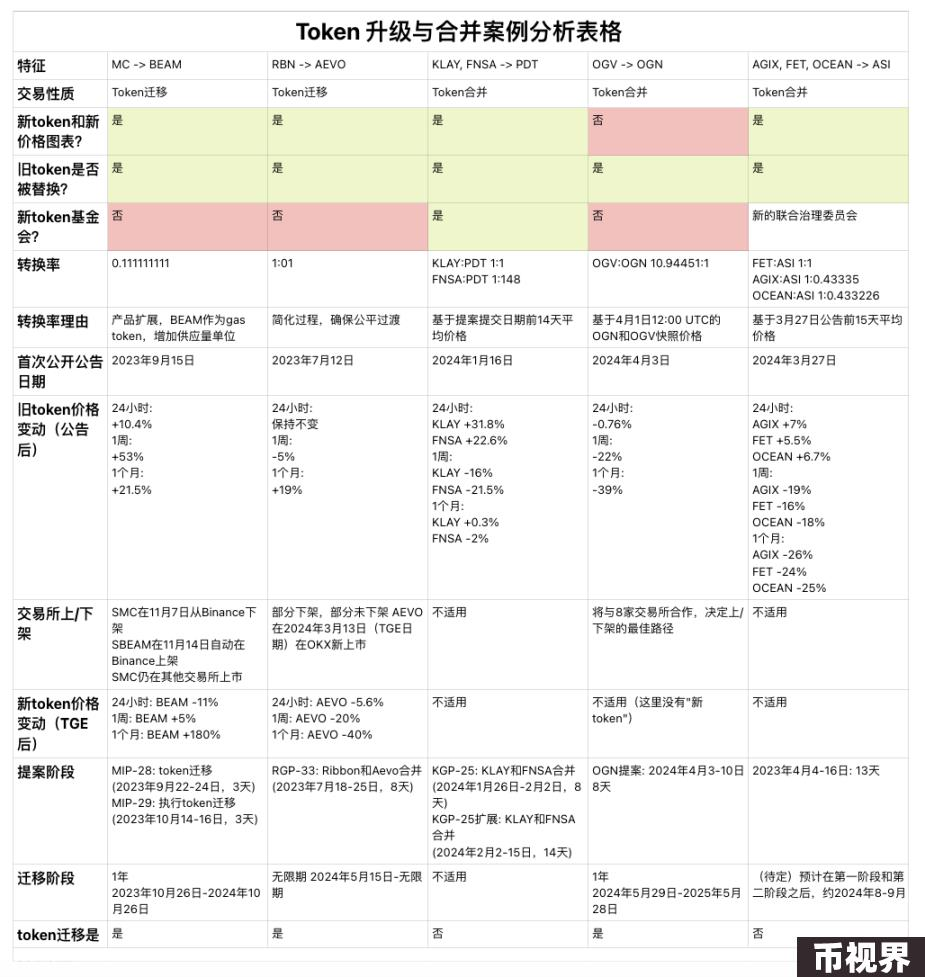 Token 升级与合并案例分析表格
特征
MC -> BEAM
RBN -> AEVO
KLAY, FNSA -> PDT
OGV -> OGN
AGIX, FET, OCEAN -> ASI
交易性质
Token迁移
Token迁移
Token合并
Token合并
Token合并
新token和新
价格图表?
是
是
是
否
是
旧token是否
被替换?
是
是
是
是
是
新token基金
会?
否
否
是
否
新的联合治理委员会
转换率
0.111111111
1:01
KLAY:PDT 1:1
FNSA:PDT 1:148
OGV:OGN 10.94451:1
FET:ASI 1:1
AGIX:ASI 1:0.43335
OCEAN:ASI 1:0.433226
转换率理由
产品扩展，BEAM作为gas
token，增加供应量单位
简化过程，确保公平过渡
基于提案提交日期前14天平
均价格
基于4月1日12:00 UTC的
OGN和OGV快照价格
基于3月27日公告前15天平均
价格
首次公开公告
日期
2023年9月15日
2023年7月12日
2024年1月16日
2024年4月3日
2024年3月27日
旧token价格
变动（公告
后）
24小时:
+10.4%
1周:
+53%
1个月:
+21.5%
24小时:
保持不变
1周:
-5%
1个月:
+19%
24小时:
KLAY +31.8%
FNSA +22.6%
1周:
KLAY -16%
FNSA -21.5%
1个月:
KLAY +0.3%
FNSA -2%
24小时:
-0.76%
1周:
-22%
1个月:
-39%
24小时:
AGIX +7%
FET +5.5%
OCEAN +6.7%
1周:
AGIX -19%
FET -16%
OCEAN -18%
1个月:
AGIX -26%
FET -24%
OCEAN -25%
交易所上/下
架
SMC在11月7日从Binance下
架
SBEAM在11月14日自动在
Binance上架
SMC仍在其他交易所上市
部分下架，部分未下架 AEVO
在2024年3月13日（TGE日
期）在OKX新上市
不适用
将与8家交易所合作，决定上/
下架的最佳路径
不适用
新token价格
变动（TGE
后）
24小时: BEAM -11%
1周: BEAM +5%
1个月: BEAM +180%
24小时: AEVO -5.6%
1周: AEVO -20%
1个月: AEVO -40%
不适用
不适用（这里没有"新
token"）
不适用
提案阶段
MIP-28: token迁移
(2023年9月22-24日，3天)
MIP-29: 执行token迁移
(2023年10月14-16日，3天)
RGP-33: Ribbon和Aevo合并
(2023年7月18-25日，8天)
KGP-25: KLAY和FNSA合并
(2024年1月26日-2月2日，8
天)
KGP-25扩展: KLAY和FNSA
合并
(2024年2月2-15日，14天)
OGN提案: 2024年4月3-10日
8天
2023年4月4-16日: 13天
迁移阶段
1年
2023年10月26日-2024年10
月26日
无限期 2024年5月15日-无限
期
不适用
1年
2024年5月29日-2025年5月
28日
（待定）预计在第一阶段和第
二阶段之后，约2024年8-9月
token迁移是
是
是
否
是
否
币视界